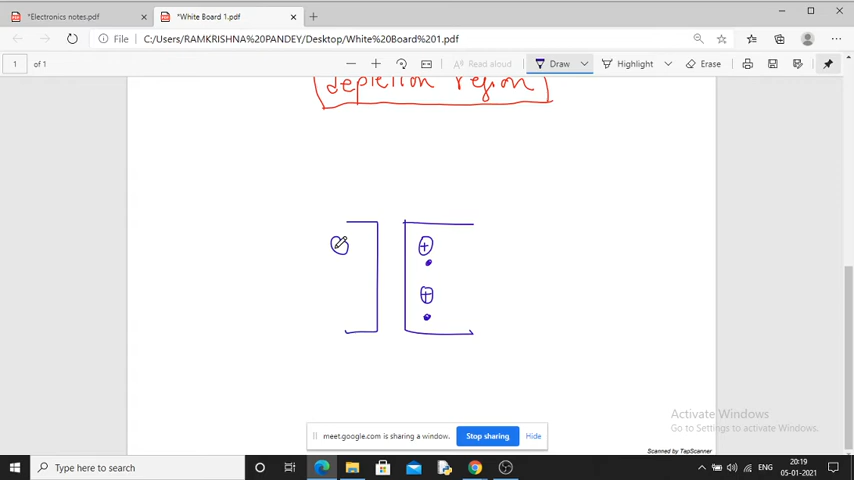 *Electronics notes.pdf
*White Board 1.pdf
File
C:/Users/RAMKRISHNA%20PANDEY/Desktop/White%20Board%201.pdf
1
of 1
Read aloud
Draw
Highlight
Erase
depletion region
+
+
Activate Windows
Go to Settings to activate Windows.
meet.google.com is sharing a window.
Stop sharing
Hide
Scanned by TapScanner
Type here to search
ENG
20:19
05-01-2021